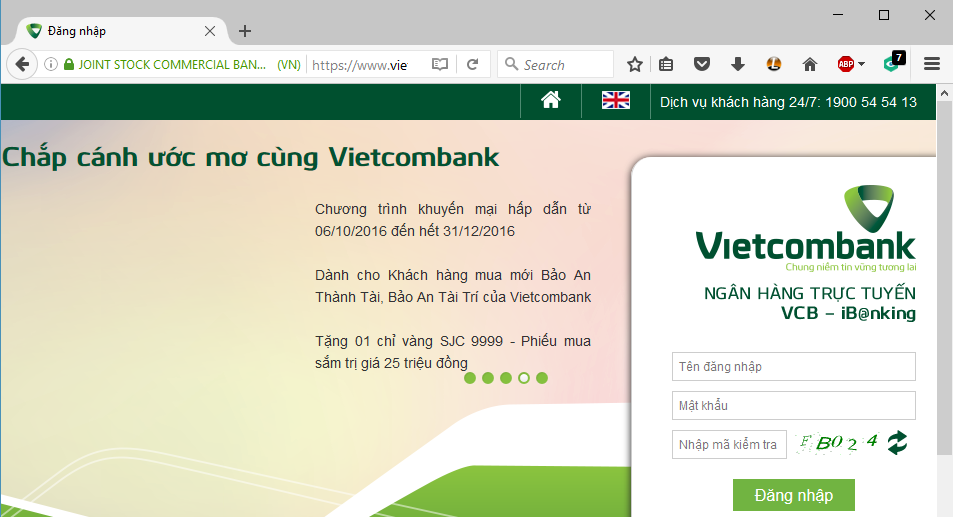 Đăng nhập
JOINT STOCK COMMERCIAL BAN... (VN)
https://www.vie
Search
ABP
7
Dịch vụ khách hàng 24/7: 1900 54 54 13
Chắp cánh ước mơ cùng Vietcombank
Chương trình khuyến mại hấp dẫn từ
06/10/2016 đến hết 31/12/2016
Dành cho Khách hàng mua mới Bảo An
Thành Tài, Bảo An Tài Trí của Vietcombank
Tặng 01 chỉ vàng SJC 9999 - Phiếu mua
sắm trị giá 25 triệu đồng
Vietcombank
Chung niềm tin vững tương lai
NGÂN HÀNG TRỰC TUYẾN
VCB – iB@nking
Tên đăng nhập
Mật khẩu
Nhập mã kiểm tra
FB024
Đăng nhập